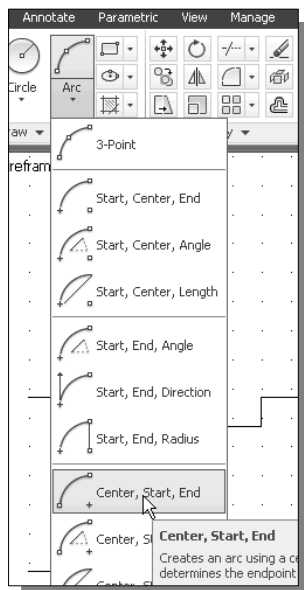 Annotate Parametric View Manage
Circle
Arc
raw
reframe
3-Point
Start, Center, End
Start, Center, Angle
Start, Center, Length
Start, End, Angle
Start, End, Direction
Start, End, Radius
Center, Start, End
Center, St
Center, Start, End
Creates an arc using a ce
determines the endpoint